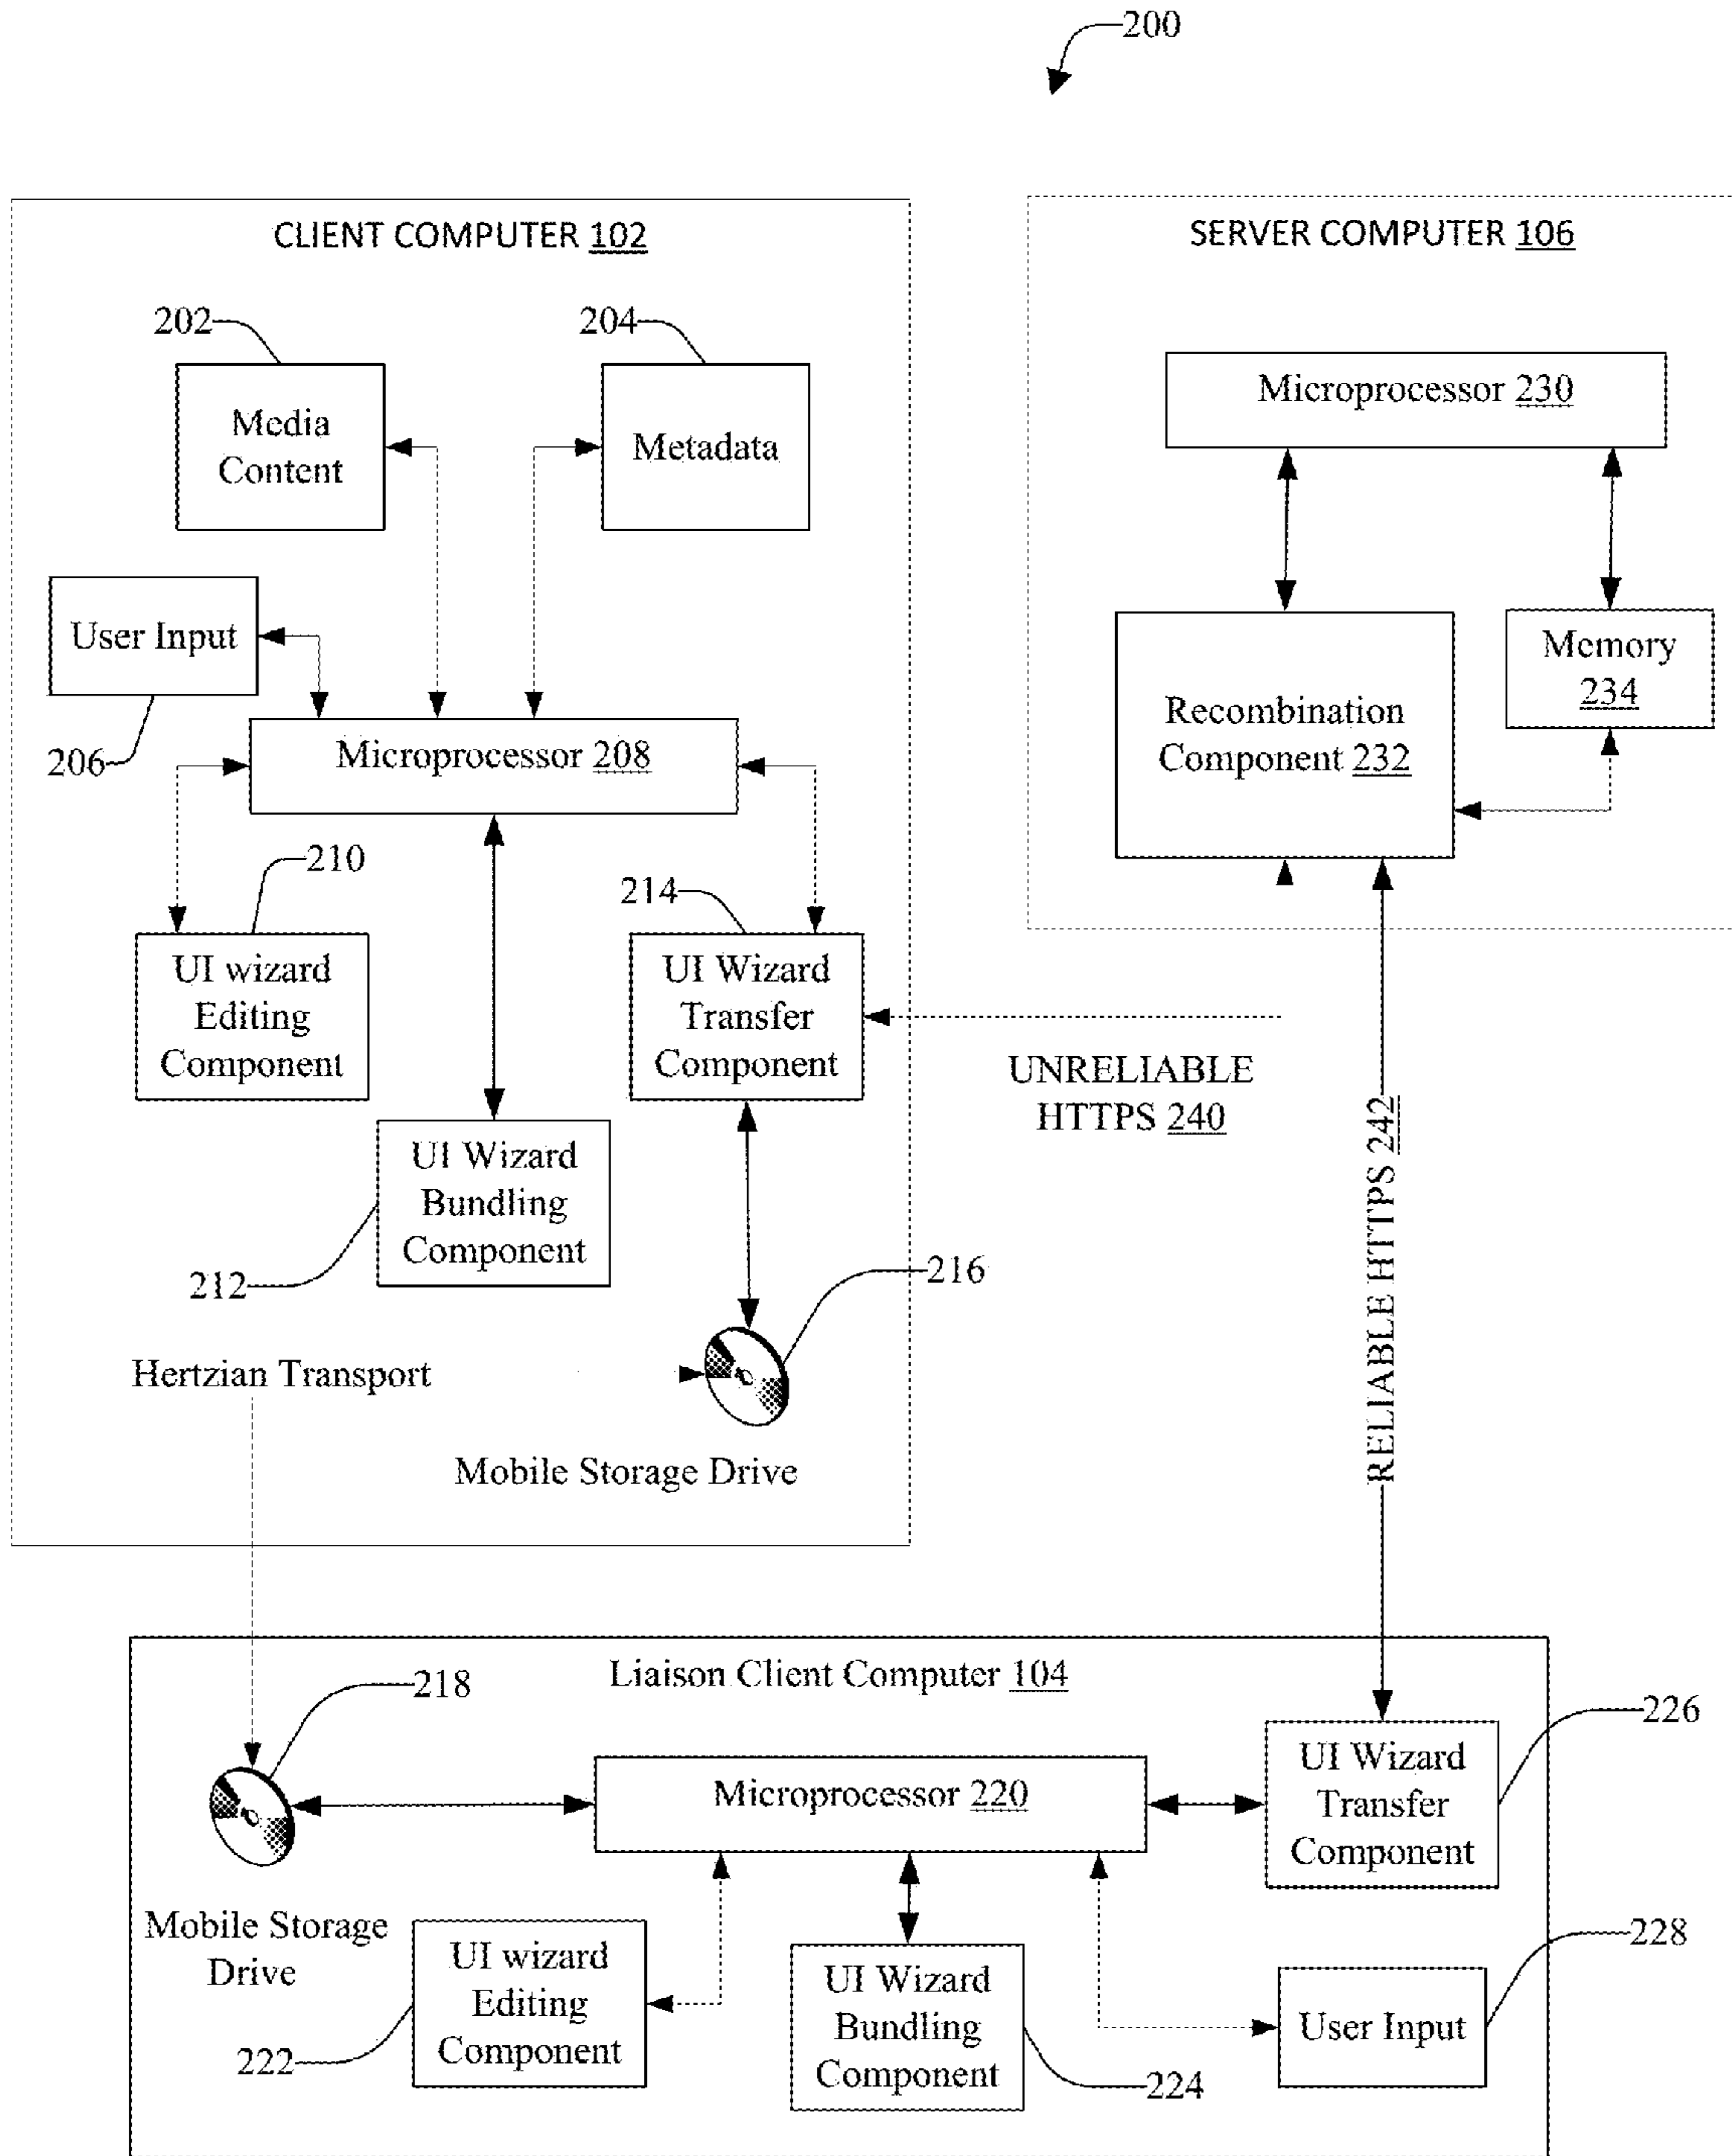 200
CLIENT COMPUTER 102
202
204
Media
Content
Metadata
User Input
206
Microprocessor 208
210
214
UI wizard
Editing
Component
UI Wizard
Transfer
Component
UI Wizard
Bundling
Component
212
216
Hertzian Transport
Mobile Storage Drive
SERVER COMPUTER 106
Microprocessor 230
Recombination
Component 232
Memory
234
UNRELIABLE
HTTPS 240
RELIABLE HTTPS 242
Liaison Client Computer 104
218
226
Microprocessor 220
UI Wizard
Transfer
Component
Mobile Storage
Drive
UI wizard
Editing
Component
222
UI Wizard
Bundling
Component
224
User Input
228